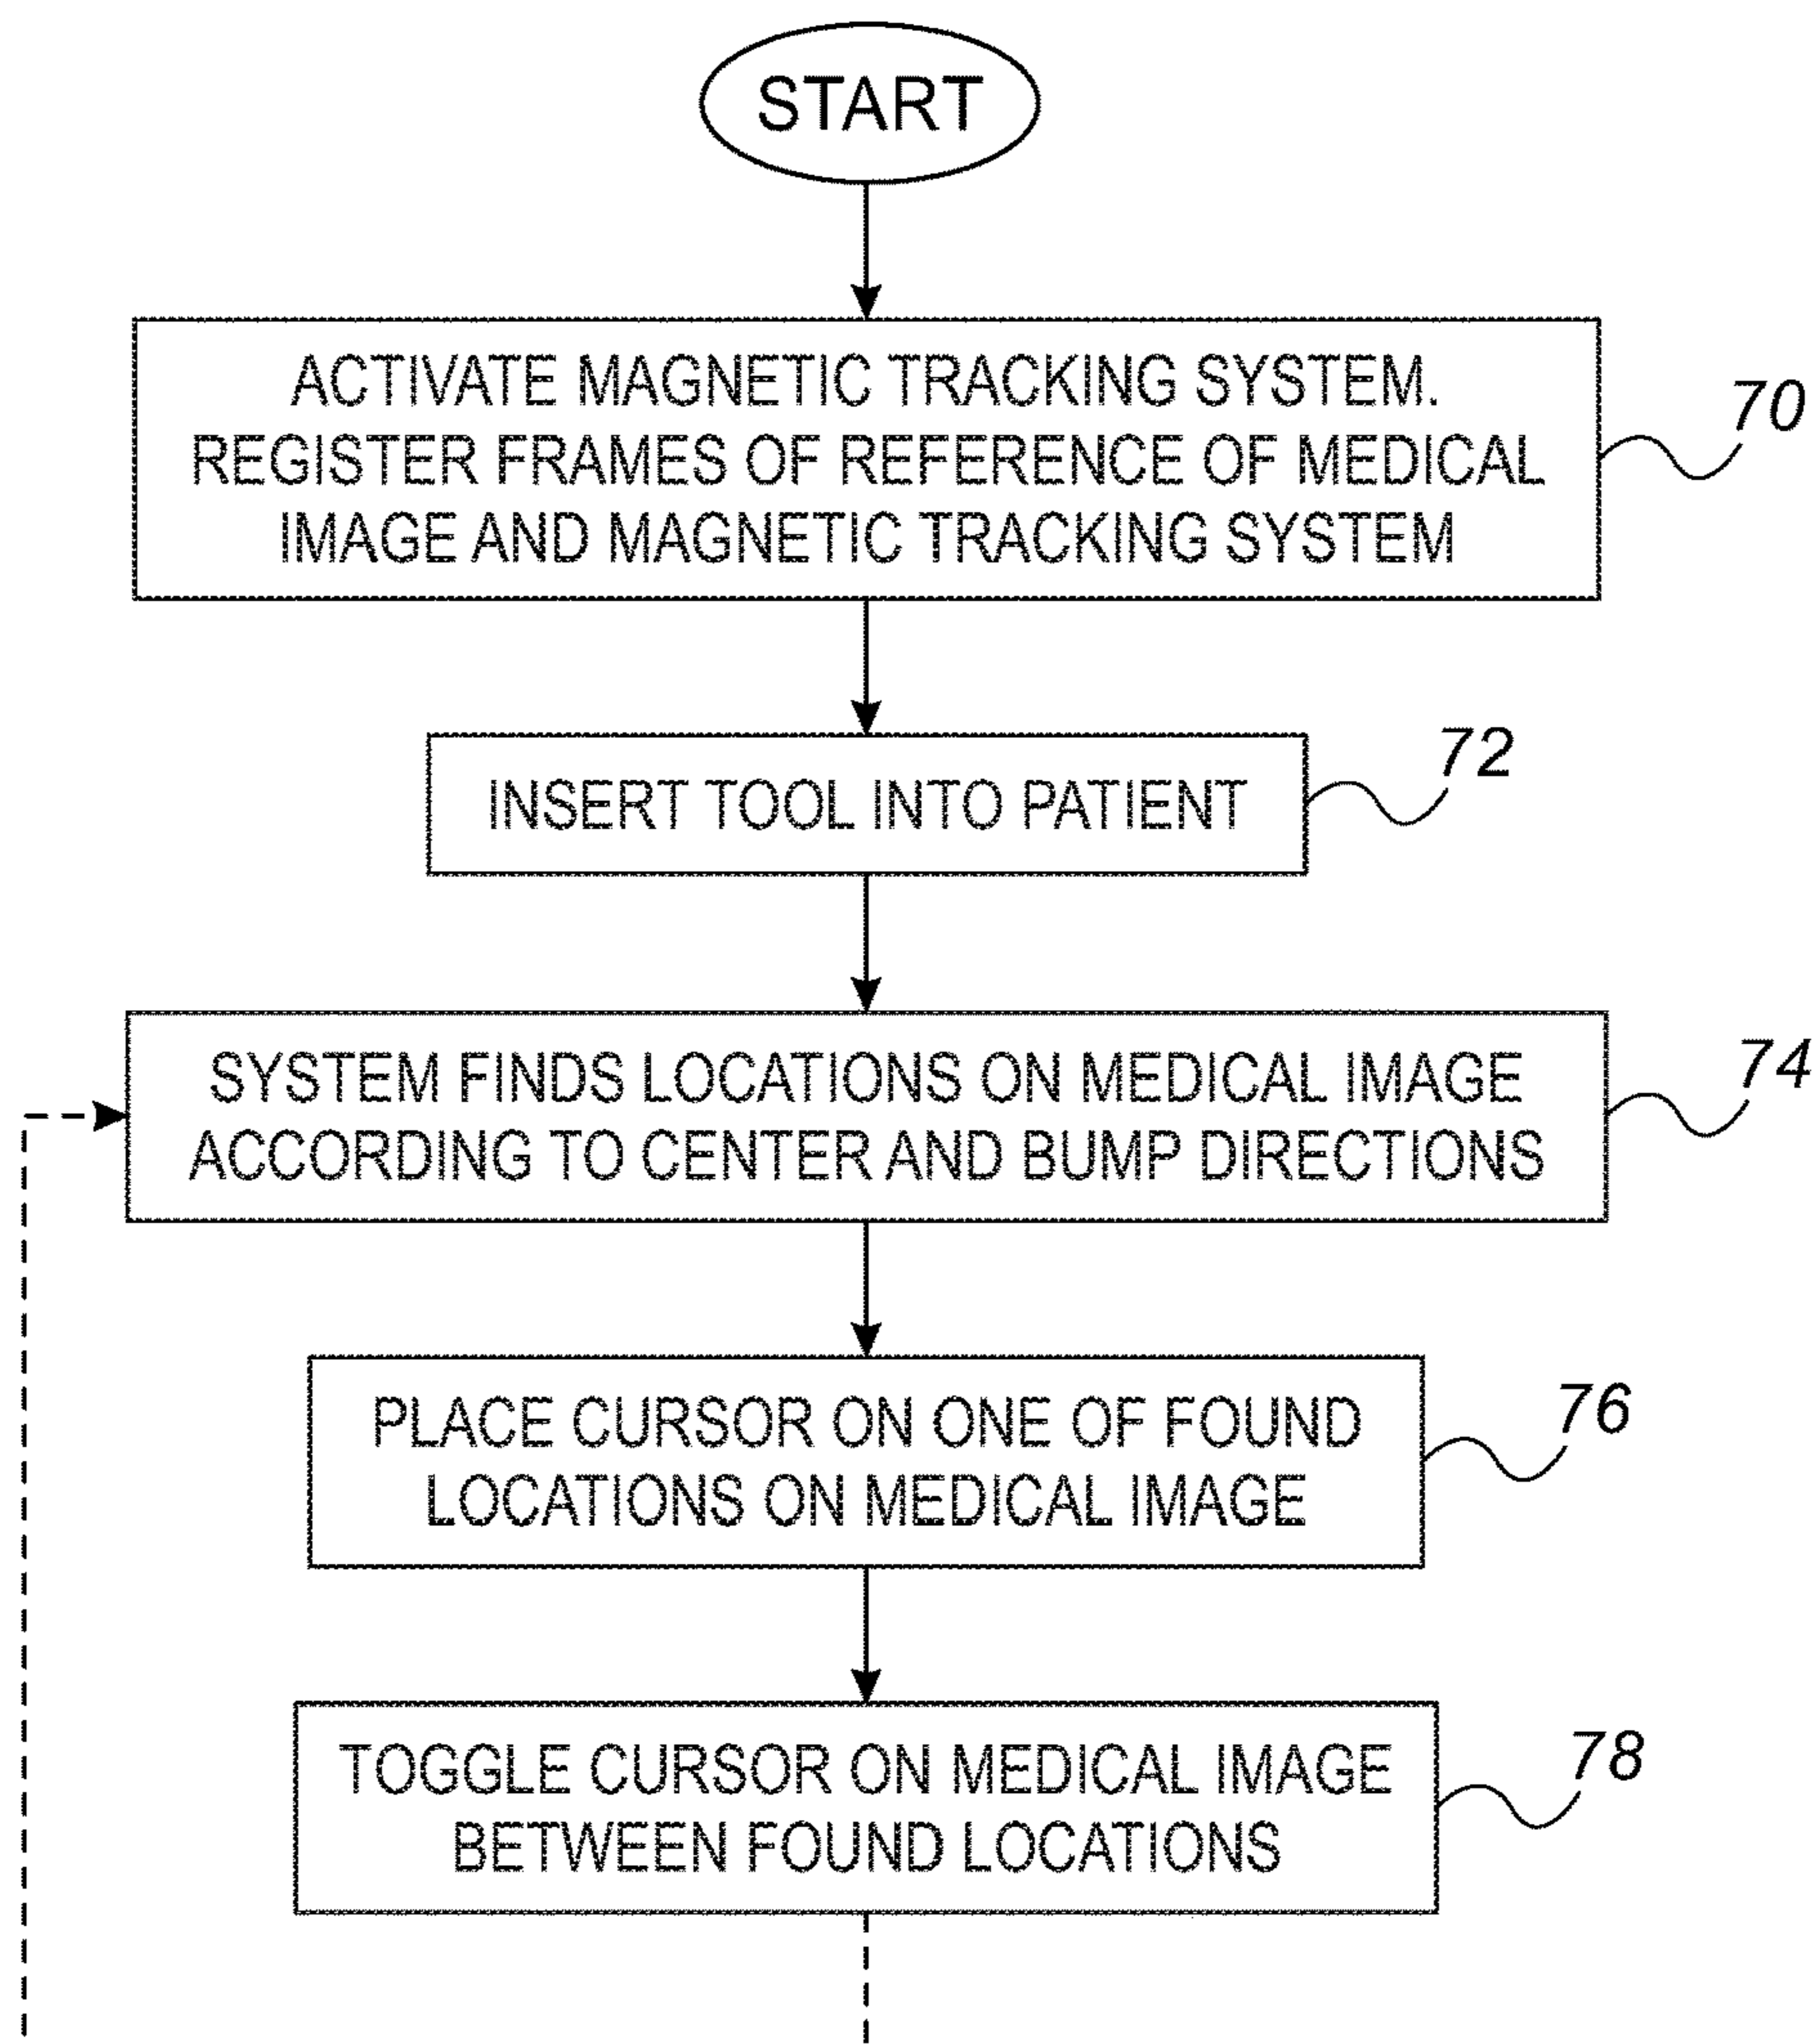 START
ACTIVATE MAGNETIC TRACKING SYSTEM.
REGISTER FRAMES OF REFERENCE OF MEDICAL
IMAGE AND MAGNETIC TRACKING SYSTEM
70
INSERT TOOL INTO PATIENT
72
SYSTEM FINDS LOCATIONS ON MEDICAL IMAGE
ACCORDING TO CENTER AND BUMP DIRECTIONS
74
PLACE CURSOR ON ONE OF FOUND
LOCATIONS ON MEDICAL IMAGE
76
TOGGLE CURSOR ON MEDICAL IMAGE
BETWEEN FOUND LOCATIONS
78